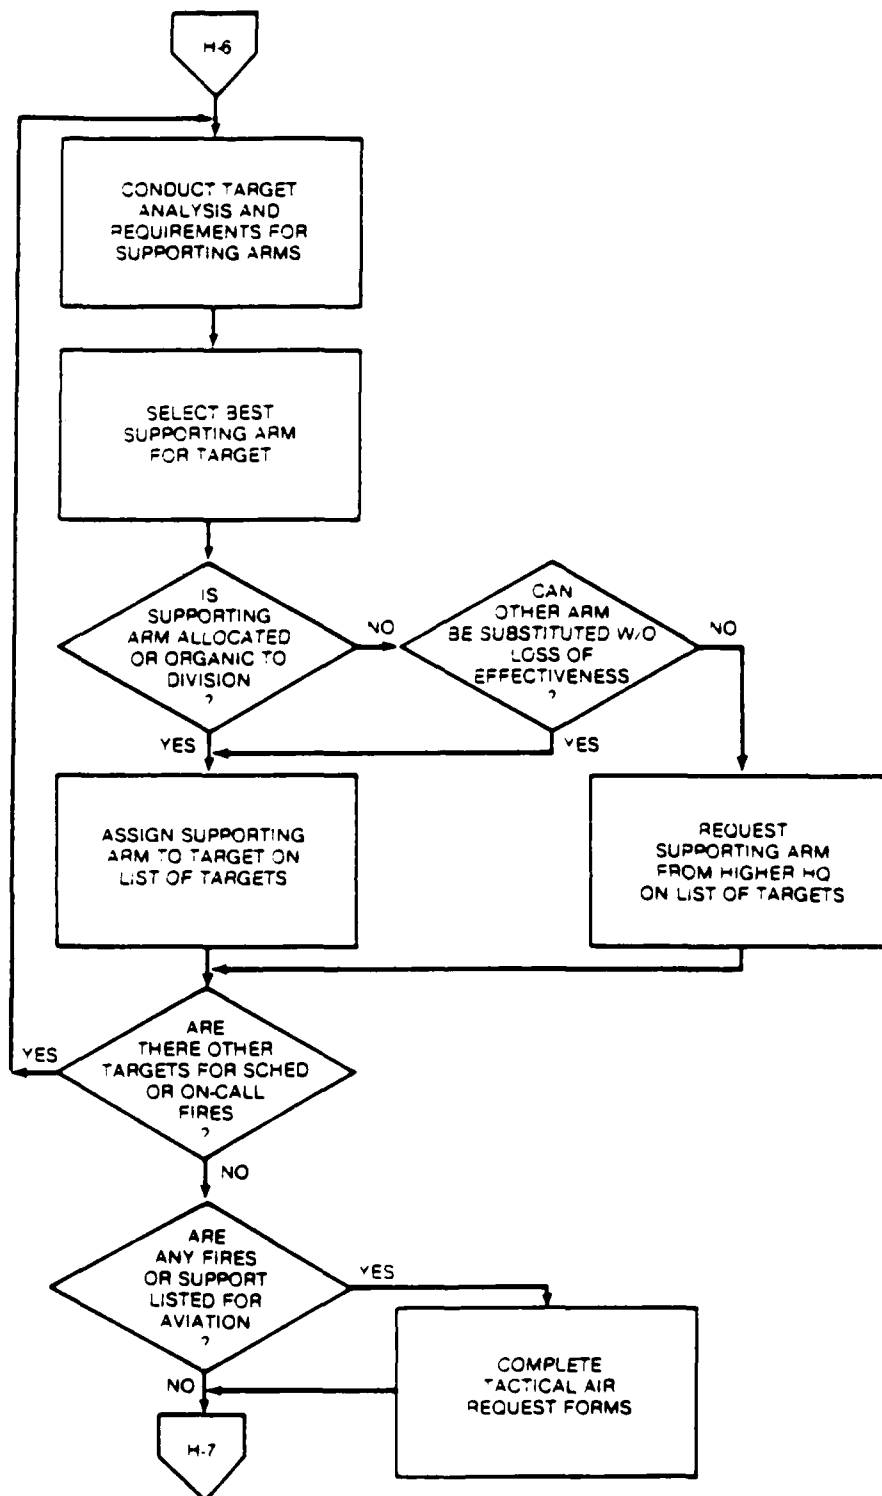 H-6
CONDUCT TARGET
ANALYSIS AND
REQUIREMENTS FOR
SUPPORTING ARMS
SELECT BEST
SUPPORTING ARM
FOR TARGET
IS
SUPPORTING
ARM ALLOCATED
OR ORGANIC TO
DIVISION
?
NO
CAN
OTHER ARM
BE SUBSTITUTED W/O
LOSS OF
EFFECTIVENESS
?
NO
YES
YES
ASSIGN SUPPORTING
ARM TO TARGET ON
LIST OF TARGETS
REQUEST
SUPPORTING ARM
FROM HIGHER HQ
ON LIST OF TARGETS
YES
ARE
THERE OTHER
TARGETS FOR SCHED
OR ON-CALL
FIRES
?
NO
ARE
ANY FIRES
OR SUPPORT
LISTED FOR
AVIATION
?
YES
NO
COMPLETE
TACTICAL AIR
REQUEST FORMS
H-7